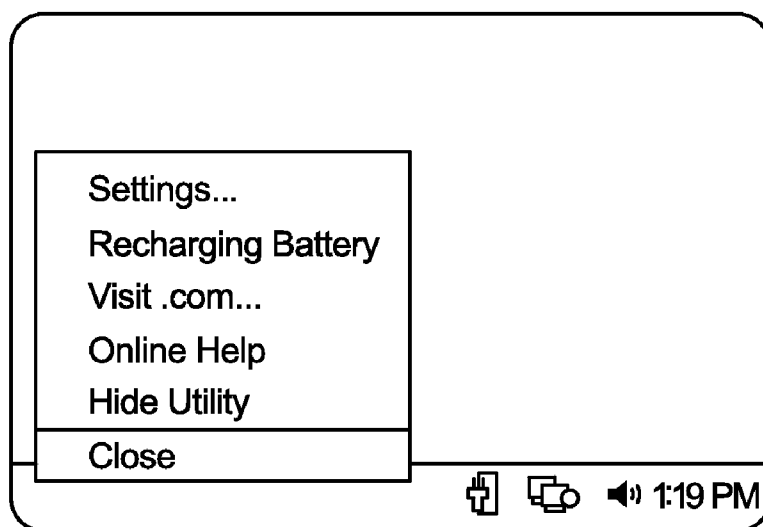 Settings...
Recharging Battery
Visit .com...
Online Help
Hide Utility
Close
1:19 PM